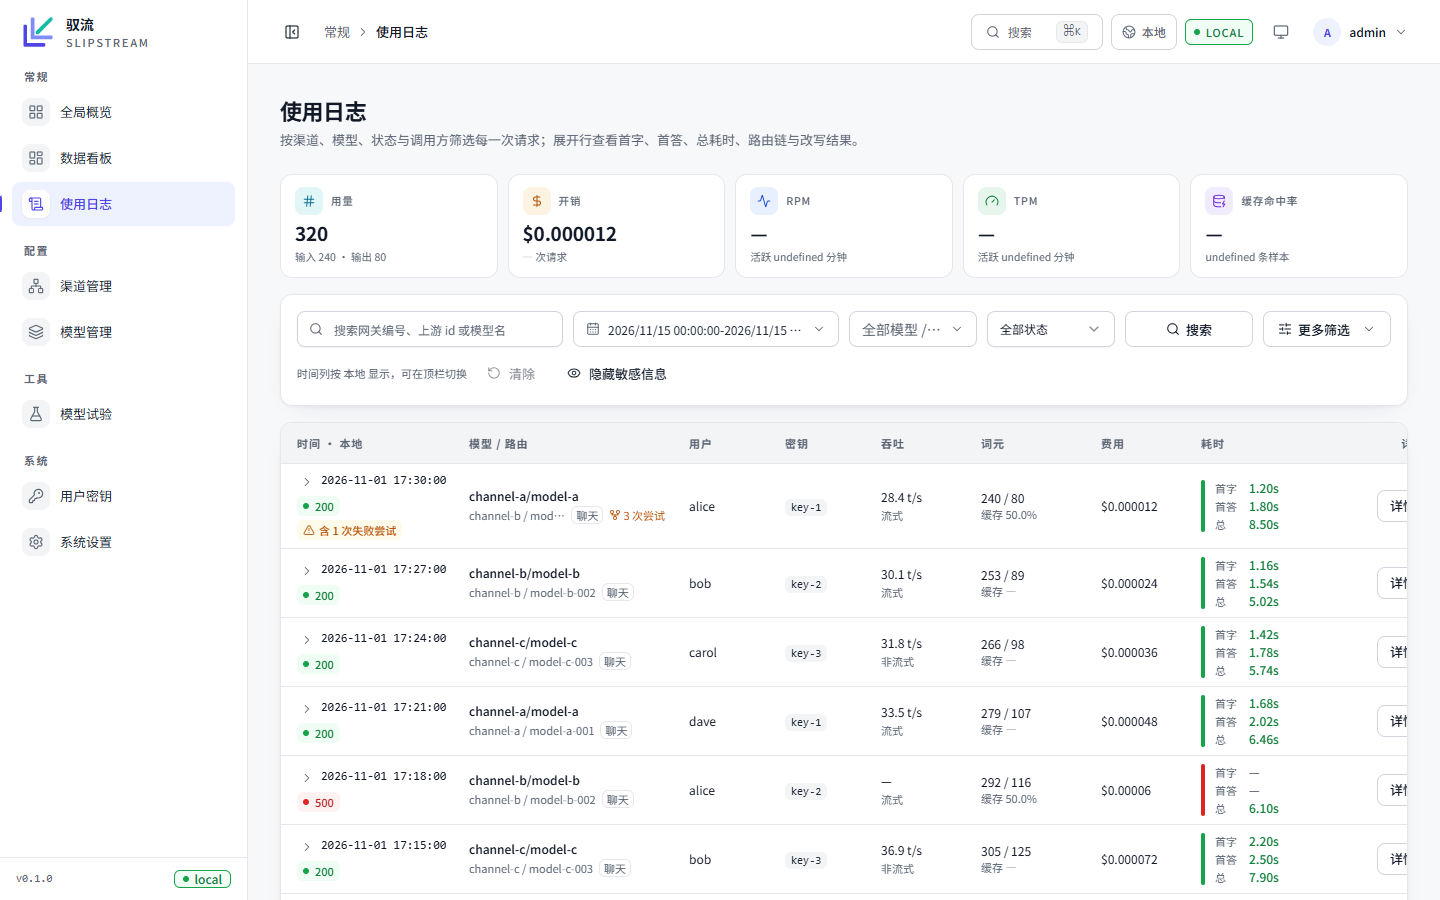 驭流
SLIPSTREAM
常规
全局概览
数据看板
使用日志
配置
渠道管理
模型管理
工具
模型试验
系统
用户密钥
系统设置
v0.1.0
local
常规 > 使用日志
搜索 ⌘K
本地
LOCAL
A admin
使用日志
按渠道、模型、状态与调用方筛选每一次请求；展开行查看首字、首答、总耗时、路由链与改写结果。
用量
320
输入 240 · 输出 80
开销
$0.000012
— 次请求
RPM
—
活跃 undefined 分钟
TPM
—
活跃 undefined 分钟
缓存命中率
—
undefined 条样本
搜索网关编号、上游 id 或模型名
2026/11/15 00:00:00-2026/11/15 ···
全部模型 /···
全部状态
搜索
更多筛选
时间列按 本地 显示，可在顶栏切换
清除
隐藏敏感信息
时间 · 本地 模型 / 路由 用户 密钥 吞吐 词元 费用 耗时
2026-11-01 17:30:00
200
含 1 次失败尝试
channel-a/model-a
channel-b / mod··· 聊天 3 次尝试
alice
key-1
28.4 t/s
流式
240 / 80
缓存 50.0%
$0.000012
首字 1.20s
首答 1.80s
总 8.50s
详情
2026-11-01 17:27:00
200
channel-b/model-b
channel-b / model-b-002 聊天
bob
key-2
30.1 t/s
流式
253 / 89
缓存 —
$0.000024
首字 1.16s
首答 1.54s
总 5.02s
详情
2026-11-01 17:24:00
200
channel-c/model-c
channel-c / model-c-003 聊天
carol
key-3
31.8 t/s
非流式
266 / 98
缓存 —
$0.000036
首字 1.42s
首答 1.78s
总 5.74s
详情
2026-11-01 17:21:00
200
channel-a/model-a
channel-a / model-a-001 聊天
dave
key-1
33.5 t/s
流式
279 / 107
缓存 —
$0.000048
首字 1.68s
首答 2.02s
总 6.46s
详情
2026-11-01 17:18:00
500
channel-b/model-b
channel-b / model-b-002 聊天
alice
key-2
—
流式
292 / 116
缓存 50.0%
$0.00006
首字 —
首答 —
总 6.10s
详情
2026-11-01 17:15:00
200
channel-c/model-c
channel-c / model-c-003 聊天
bob
key-3
36.9 t/s
非流式
305 / 125
缓存 —
$0.000072
首字 2.20s
首答 2.50s
总 7.90s
详情